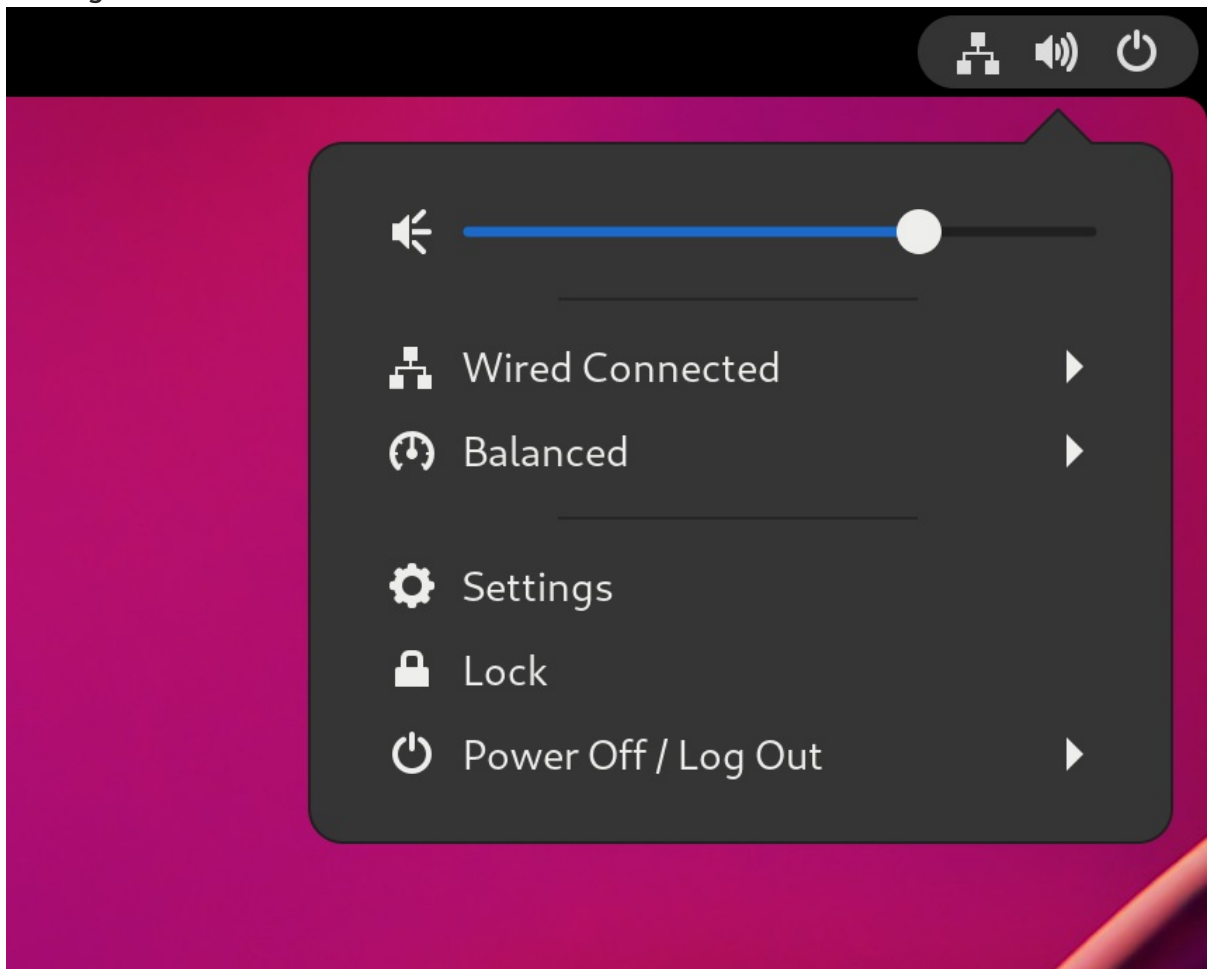 Wired Connected
Balanced
Settings
Lock
Power Off / Log Out